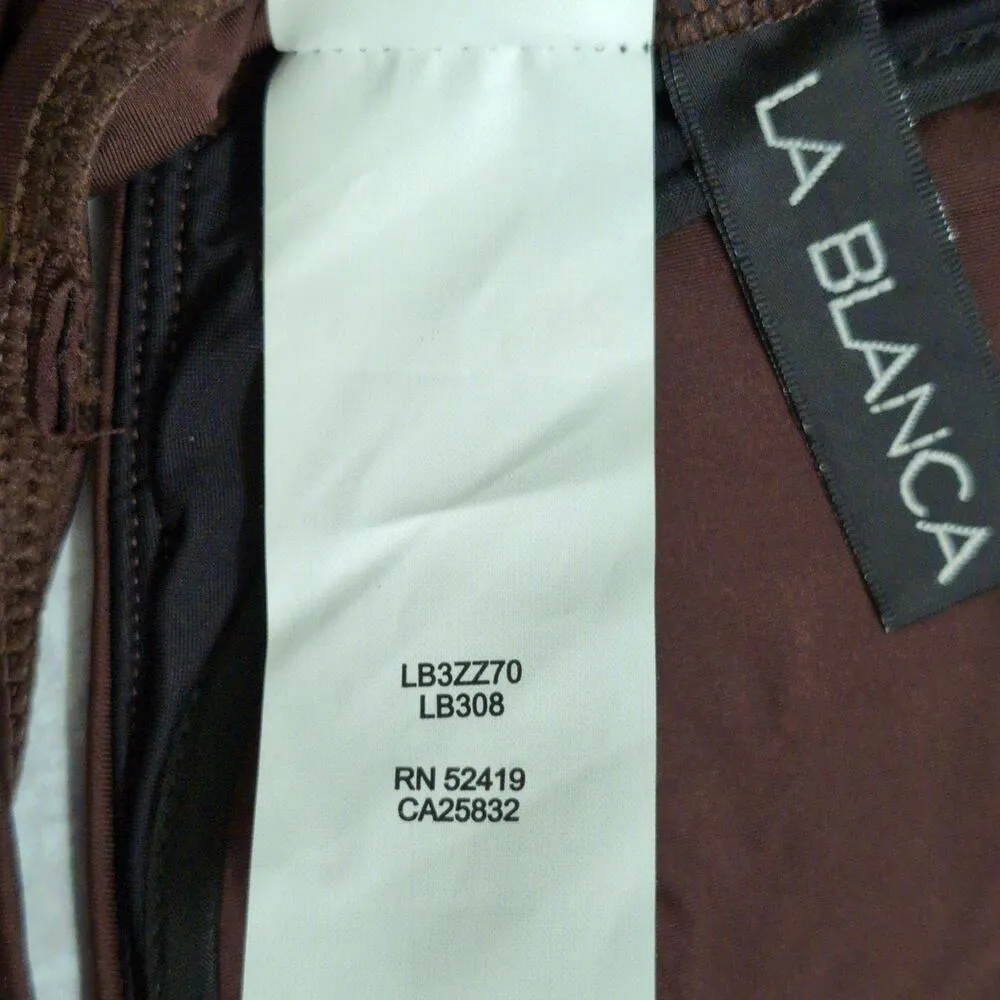 LA BLANCA
LB3ZZ70
LB308
RN 52419
CA25832